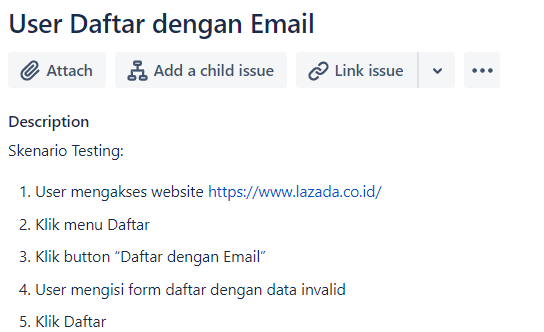 User Daftar dengan Email
Attach Add a child issue Link issue
Description
Skenario Testing:
1. User mengakses website https://www.lazada.co.id/
2. Klik menu Daftar
3. Klik button “Daftar dengan Email”
4. User mengisi form daftar dengan data invalid
5. Klik Daftar